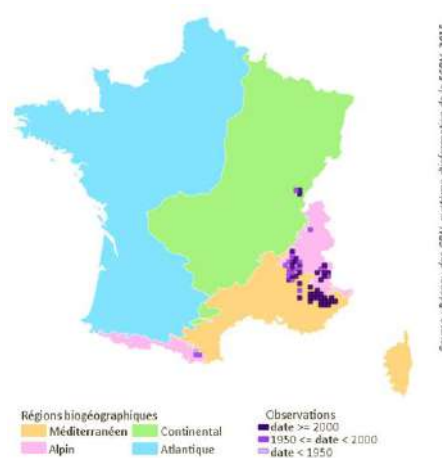 Régions biogéographiques
Méditerranéen
Continental
Alpin
Atlantique
Observations
date >= 2000
1950 <= date < 2000
date < 1950